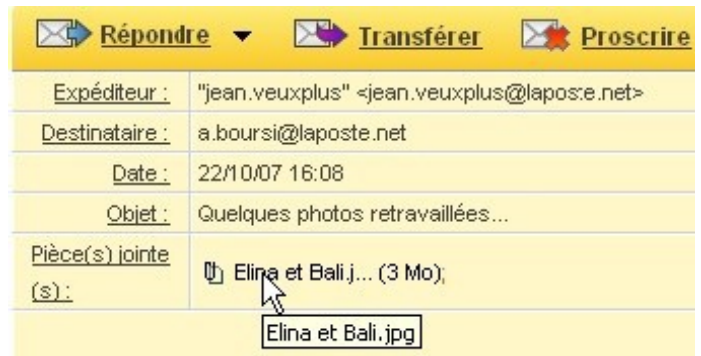 Répondre Transférer Proscrire
Expéditeur : "jean.veuxplus" <jean.veuxplus@laposte.net>
Destinataire : a.boursi@laposte.net
Date : 22/10/07 16:08
Objet : Quelques photos retravaillées...
Pièce(s) jointe
(s) : Elina et Bali.j... (3 Mo);
Elina et Bali.jpg